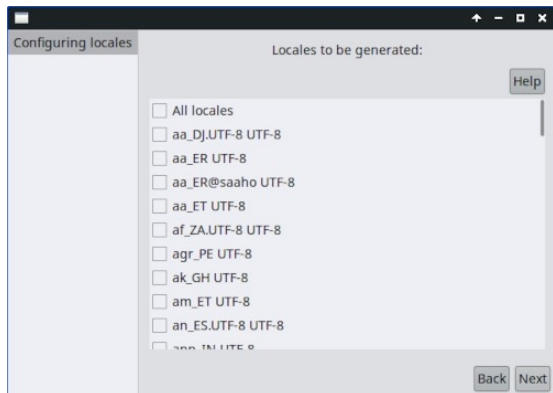 Configuring locales
Locales to be generated:
Help
All locales
aa_DJ.UTF-8 UTF-8
aa_ER UTF-8
aa_ER@saaho UTF-8
aa_ET UTF-8
af_ZA.UTF-8 UTF-8
agr_PE UTF-8
ak_GH UTF-8
am_ET UTF-8
an_ES.UTF-8 UTF-8
Back Next